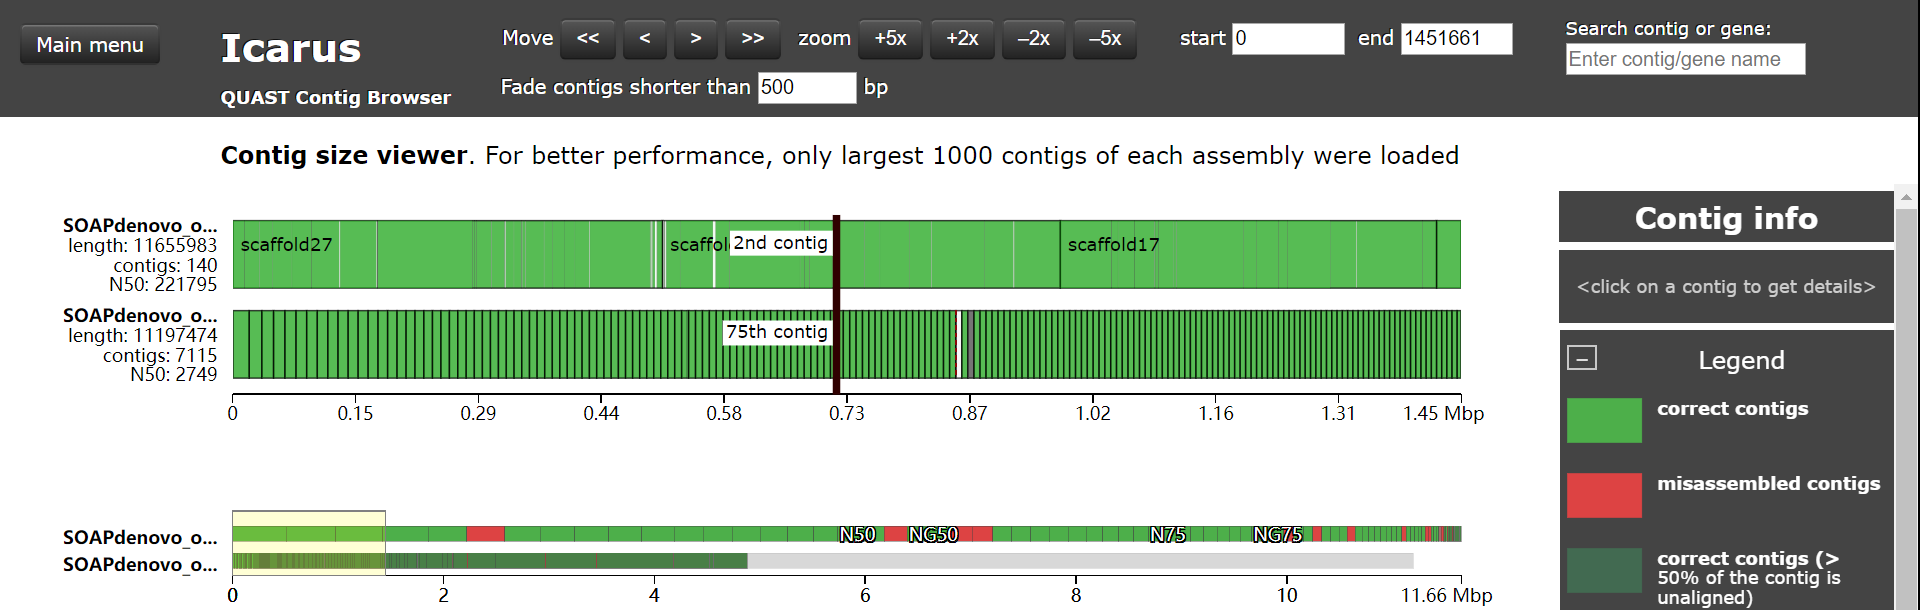 Main menu
Icarus
QUAST Contig Browser
Move << < > >> zoom +5x +2x –2x –5x start 0 end 1451661
Fade contigs shorter than 500 bp
Search contig or gene:
Enter contig/gene name
Contig size viewer. For better performance, only largest 1000 contigs of each assembly were loaded
SOAPdenovo_o...
length: 11655983
contigs: 140
N50: 221795
scaffold27
scaffol
2nd contig
scaffold17
SOAPdenovo_o...
length: 11197474
contigs: 7115
N50: 2749
75th contig
0 0.15 0.29 0.44 0.58 0.73 0.87 1.02 1.16 1.31 1.45 Mbp
SOAPdenovo_o...
N50 NG50 N75 NG75
SOAPdenovo_o...
0 2 4 6 8 10 11.66 Mbp
Contig info
<click on a contig to get details>
– Legend
correct contigs
misassembled contigs
correct contigs (>
50% of the contig is
unaligned)